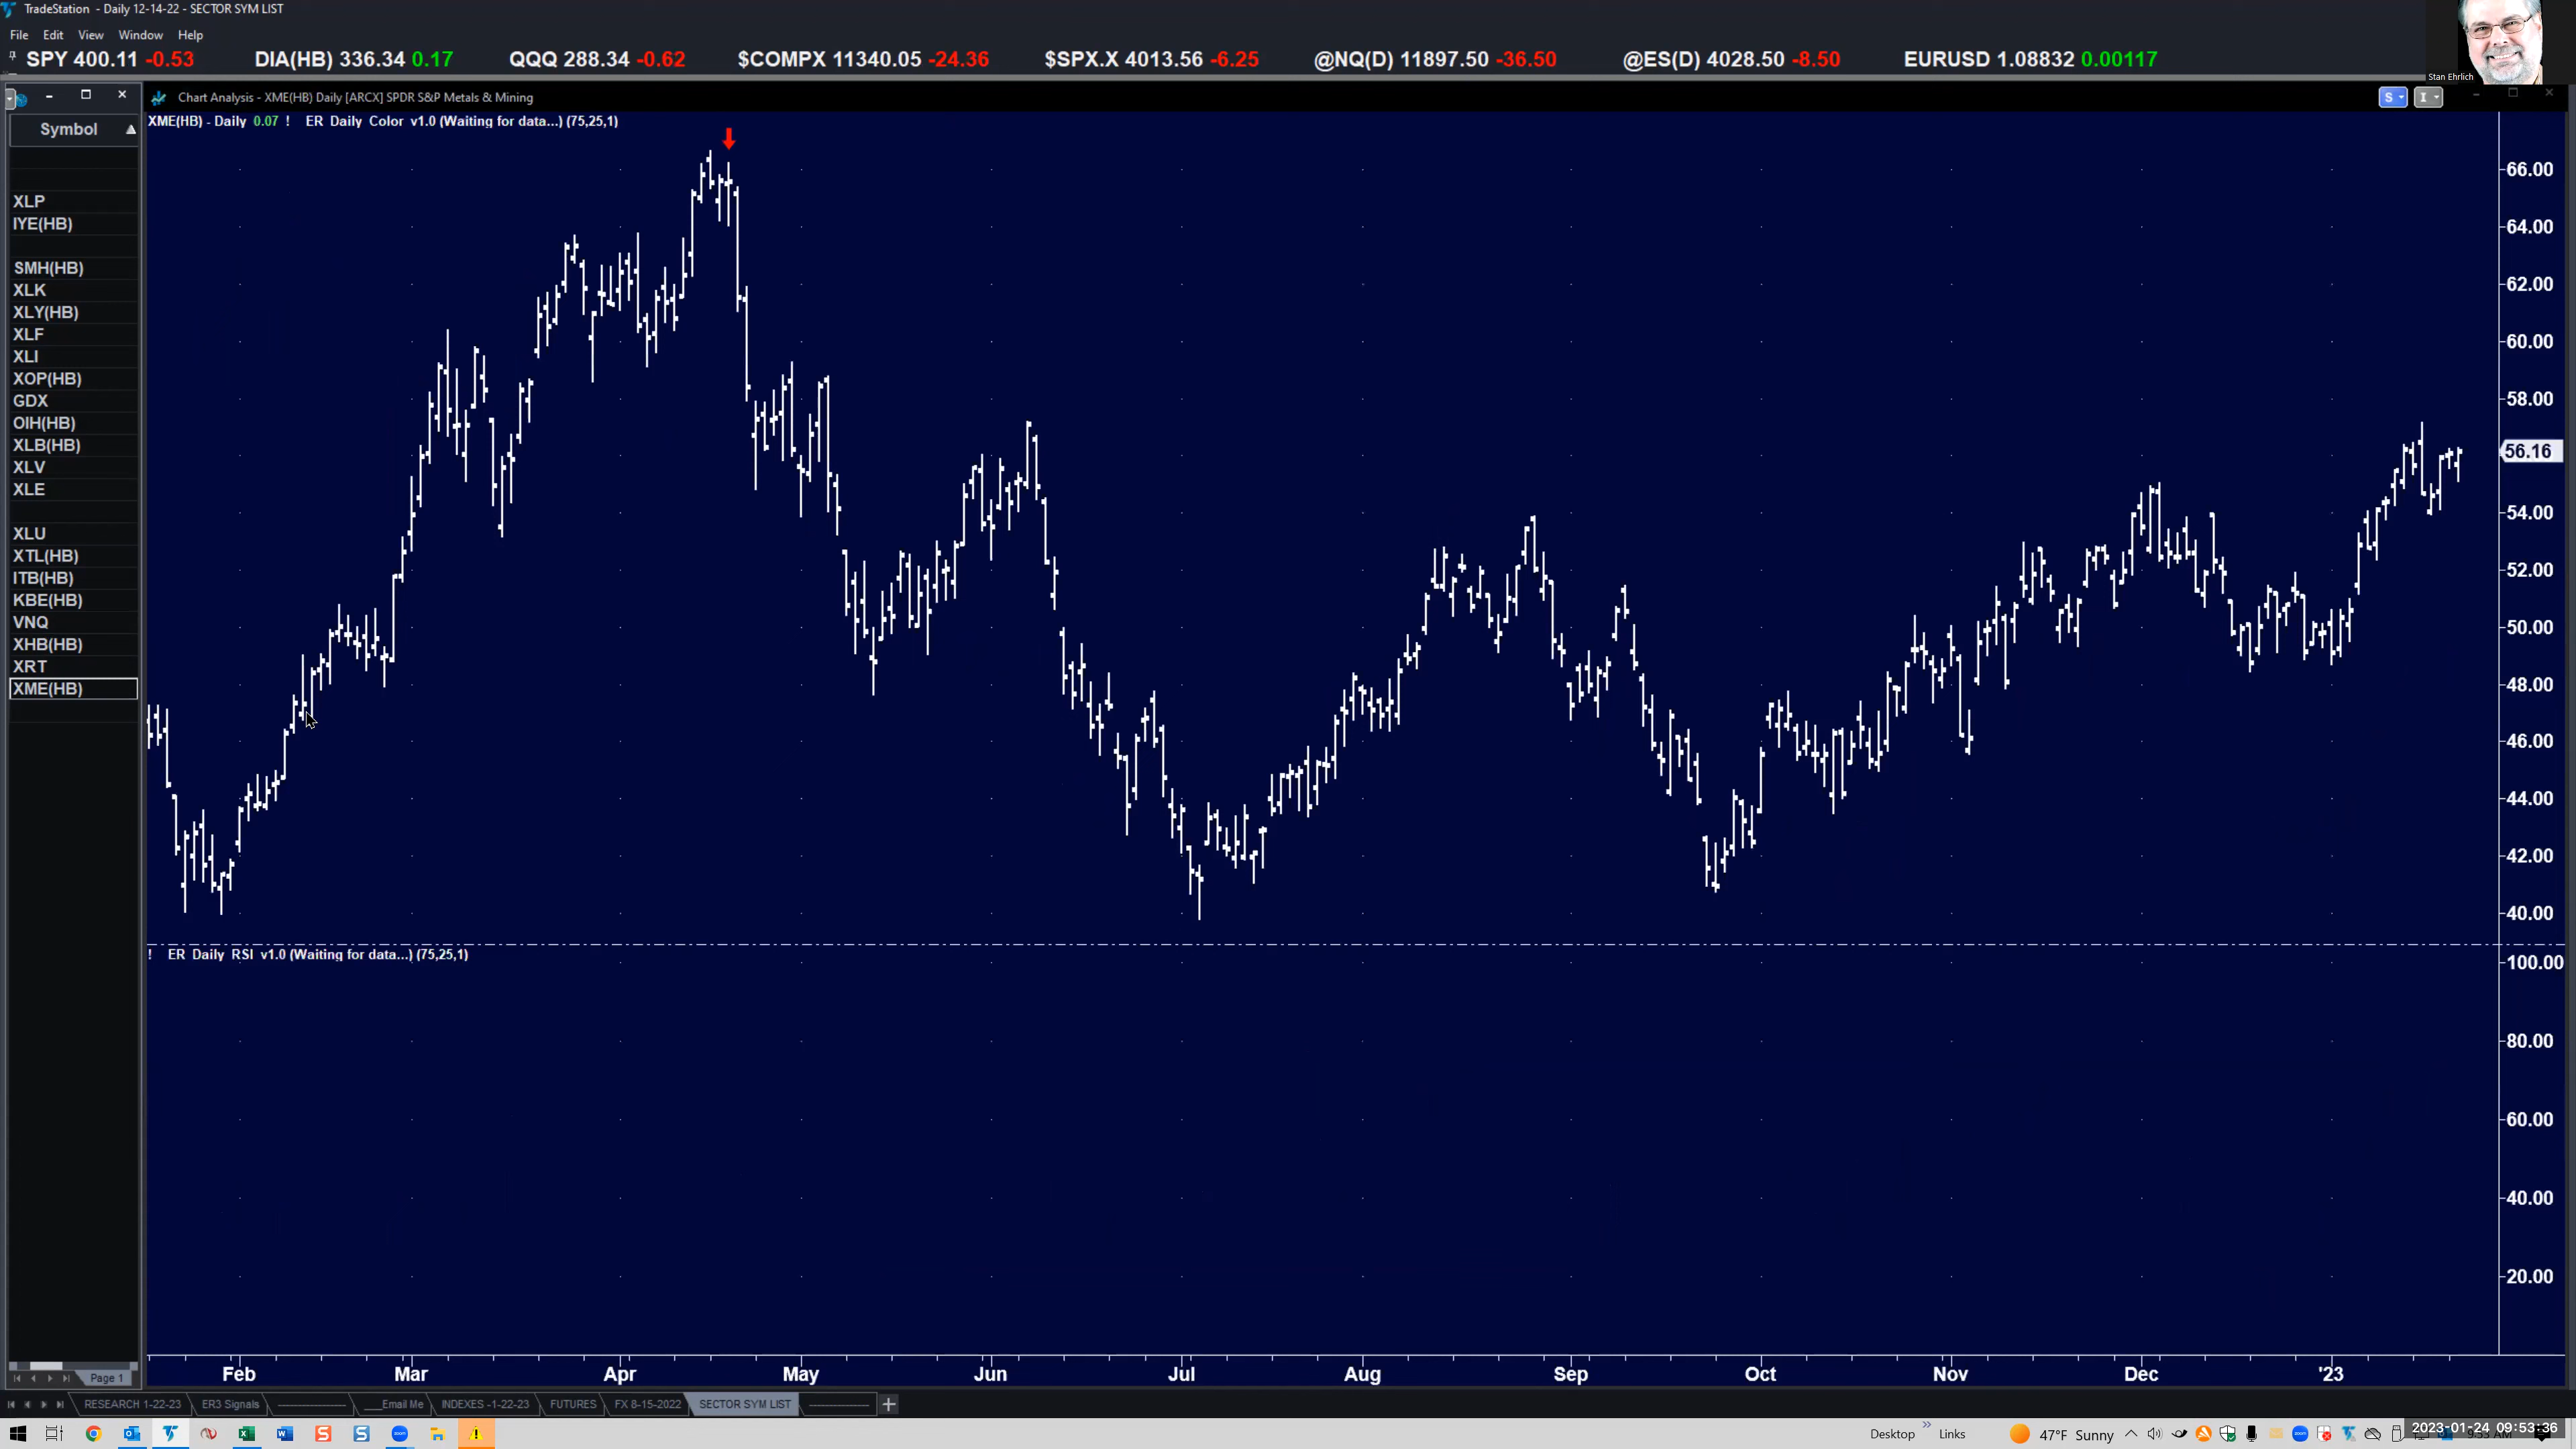 TradeStation - Daily 12-14-22 - SECTOR SYM LIST
File Edit View Window Help
SPY 400.11 -0.53 DIA(HB) 336.34 0.17 QQQ 288.34 -0.62 $COMPX 11340.05 -24.36 $SPX.X 4013.56 -6.25 @NQ(D) 11897.50 -36.50 @ES(D) 4028.50 -8.50 EURUSD 1.08832 0.00117
Stan Ehrlich
Chart Analysis - XME(HB) Daily [ARCX] SPDR S&P Metals & Mining
S I
XME(HB) - Daily 0.07 ! ER Daily Color v1.0 (Waiting for data...) (75,25,1)
Symbol
XLP
IYE(HB)
SMH(HB)
XLK
XLY(HB)
XLF
XLI
XOP(HB)
GDX
OIH(HB)
XLB(HB)
XLV
XLE
XLU
XTL(HB)
ITB(HB)
KBE(HB)
VNQ
XHB(HB)
XRT
XME(HB)
66.00
64.00
62.00
60.00
58.00
56.16
54.00
52.00
50.00
48.00
46.00
44.00
42.00
40.00
! ER Daily RSI v1.0 (Waiting for data...) (75,25,1)
100.00
80.00
60.00
40.00
20.00
Feb Mar Apr May Jun Jul Aug Sep Oct Nov Dec '23
Page 1
RESEARCH 1-22-23 ER3 Signals ___Email Me INDEXES -1-22-23 FUTURES FX 8-15-2022 SECTOR SYM LIST
Desktop Links 47°F Sunny 2023-01-24 09:53:36